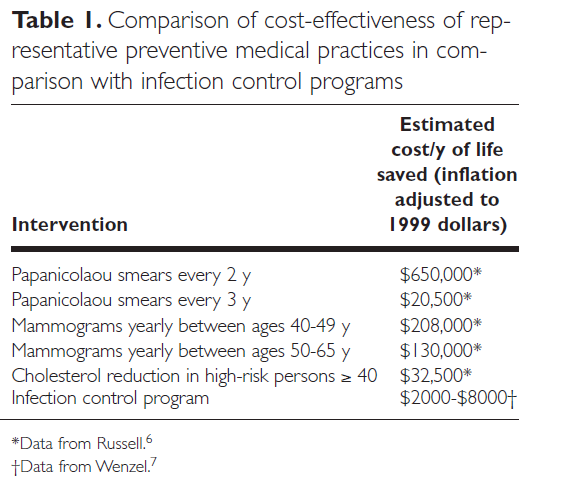 Table 1. Comparison of cost-effectiveness of rep-
resentative preventive medical practices in com-
parison with infection control programs
Estimated
cost/y of life
saved (inflation
adjusted to
Intervention 1999 dollars)
Papanicolaou smears every 2 y $650,000*
Papanicolaou smears every 3 y $20,500*
Mammograms yearly between ages 40-49 y $208,000*
Mammograms yearly between ages 50-65 y $130,000*
Cholesterol reduction in high-risk persons ≥ 40 $32,500*
Infection control program $2000-$8000†
*Data from Russell.6
†Data from Wenzel.7